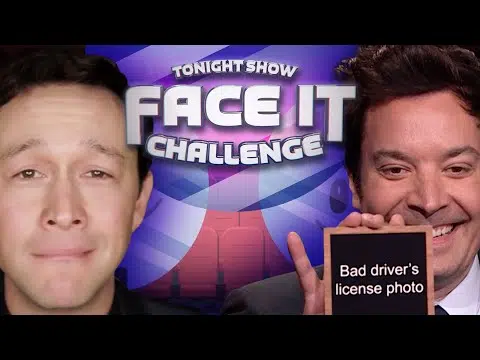 TONIGHT SHOW
FACE IT
CHALLENGE
Bad driver's
license photo